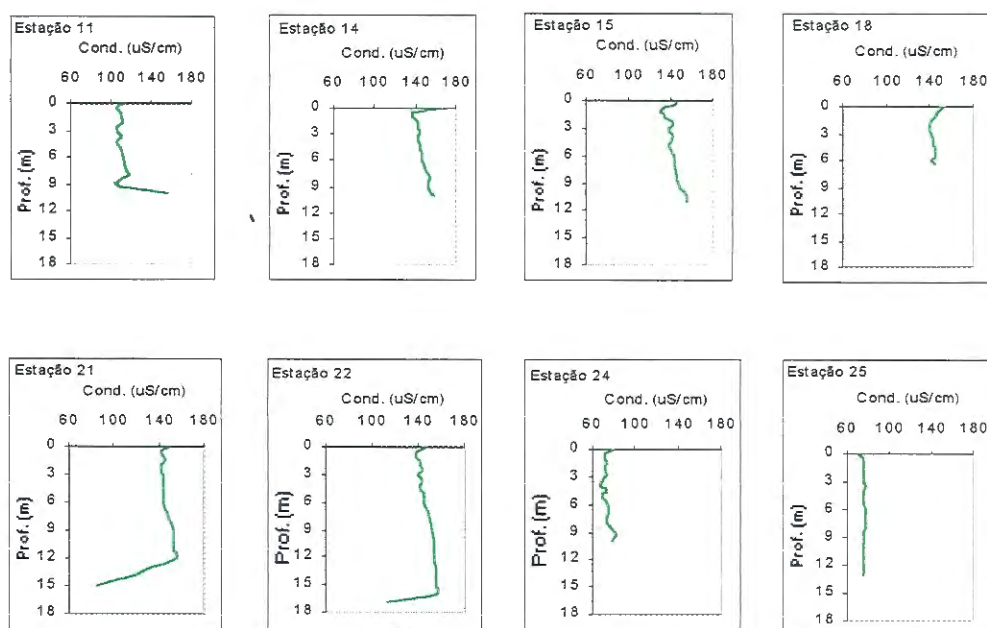 Estação 11
Cond. (uS/cm)
60 100 140 180
0
3
6
9
12
15
18
Prof. (m)
Estação 14
Cond. (uS/cm)
60 100 140 180
0
3
6
9
12
15
18
Prof. (m)
Estação 15
Cond. (uS/cm)
60 100 140 180
0
3
6
9
12
15
18
Prof. (m)
Estação 18
Cond. (uS/cm)
60 100 140 180
0
3
6
9
12
15
18
Prof. (m)
Estação 21
Cond. (uS/cm)
60 100 140 180
0
3
6
9
12
15
18
Prof. (m)
Estação 22
Cond. (uS/cm)
60 100 140 180
0
3
6
9
12
15
18
Prof. (m)
Estação 24
Cond. (uS/cm)
60 100 140 180
0
3
6
9
12
15
18
Prof. (m)
Estação 25
Cond. (uS/cm)
60 100 140 180
0
3
6
9
12
15
18
Prof. (m)